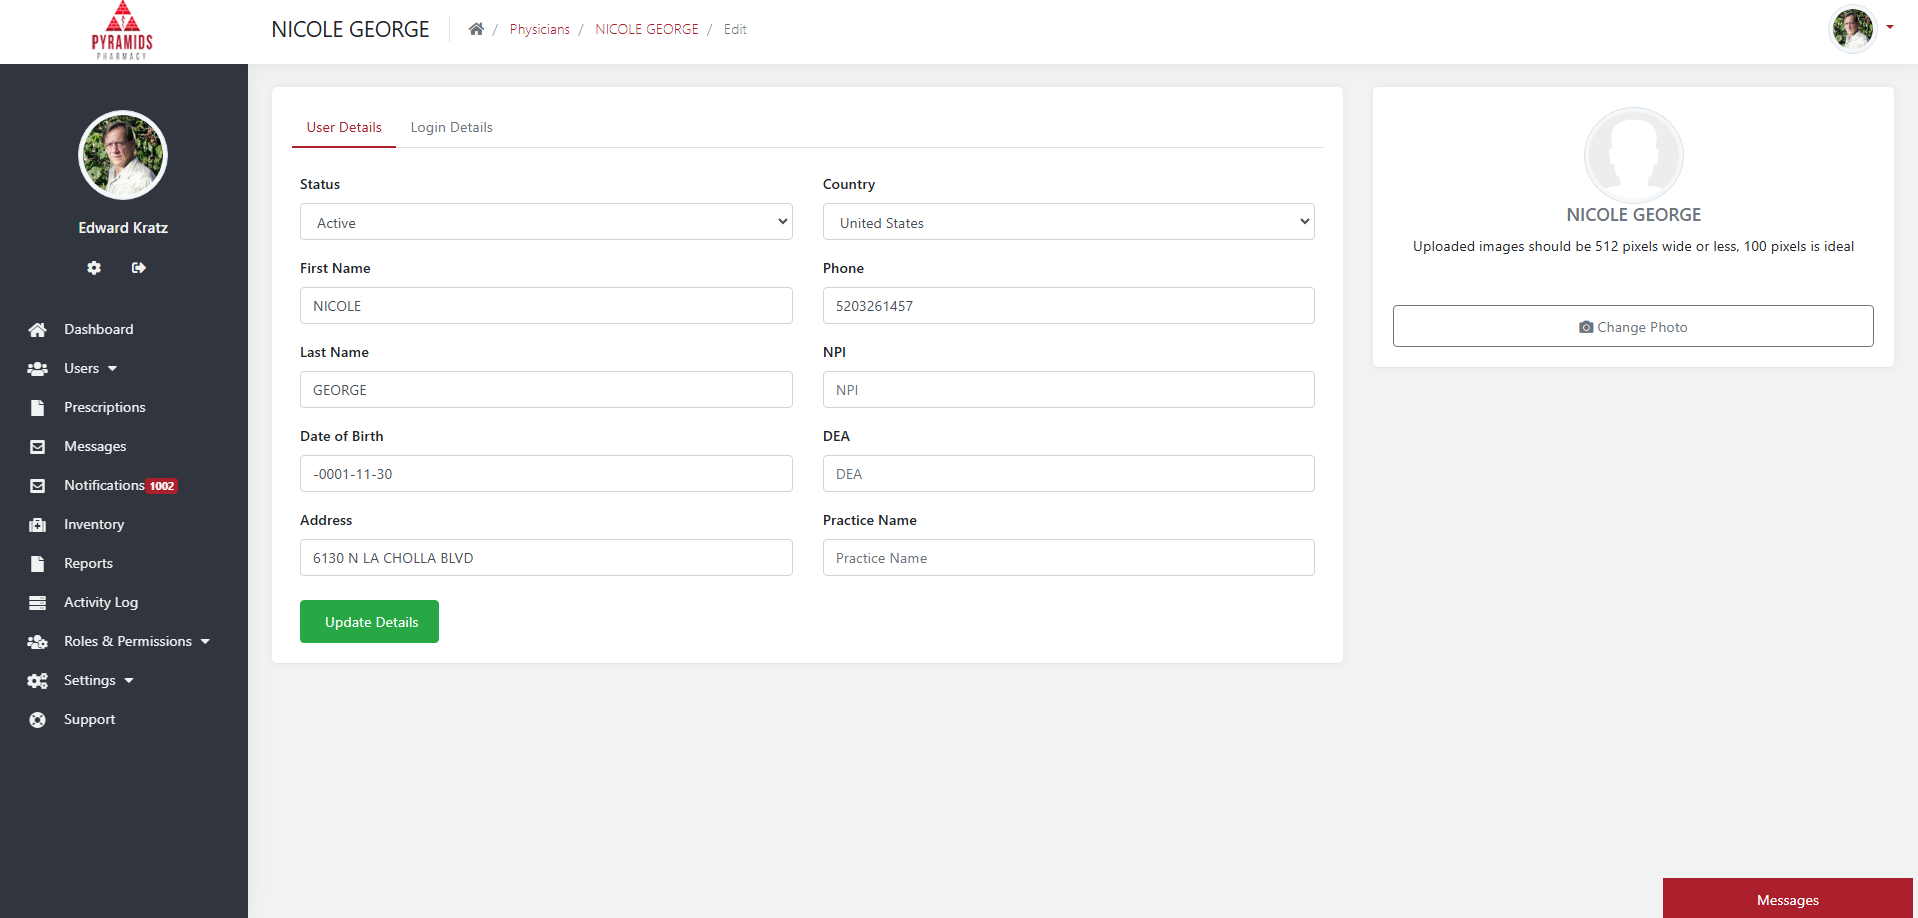 PYRAMIDS
PHARMACY
NICOLE GEORGE
/ Physicians / NICOLE GEORGE / Edit
Edward Kratz
Dashboard
Users
Prescriptions
Messages
Notifications 1002
Inventory
Reports
Activity Log
Roles & Permissions
Settings
Support
User Details
Login Details
Status
Active
Country
United States
First Name
NICOLE
Phone
5203261457
Last Name
GEORGE
NPI
NPI
Date of Birth
-0001-11-30
DEA
DEA
Address
6130 N LA CHOLLA BLVD
Practice Name
Practice Name
Update Details
NICOLE GEORGE
Uploaded images should be 512 pixels wide or less, 100 pixels is ideal
Change Photo
Messages